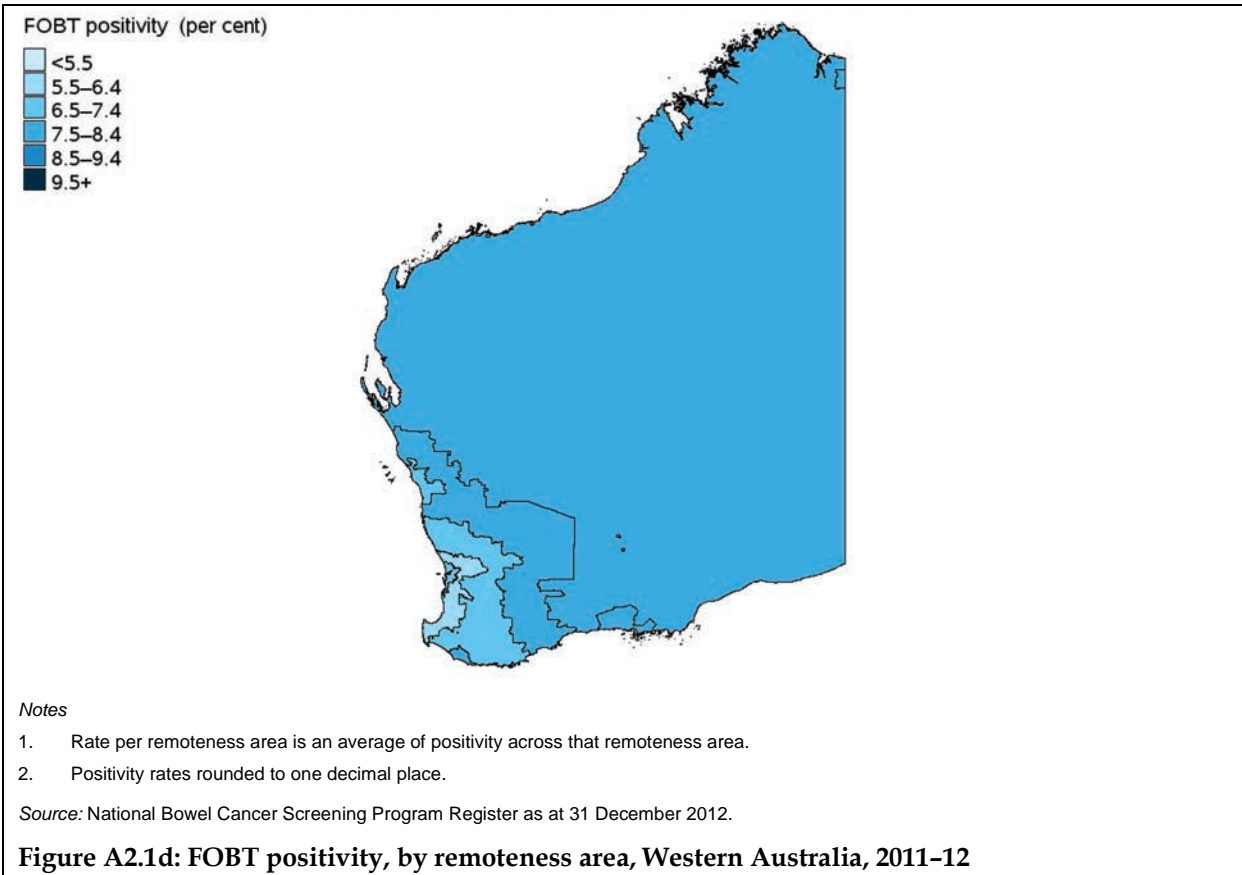 FOBT positivity (per cent)
<5.5
5.5–6.4
6.5–7.4
7.5–8.4
8.5–9.4
9.5+
Notes
1. Rate per remoteness area is an average of positivity across that remoteness area.
2. Positivity rates rounded to one decimal place.
Source: National Bowel Cancer Screening Program Register as at 31 December 2012.
Figure A2.1d: FOBT positivity, by remoteness area, Western Australia, 2011–12